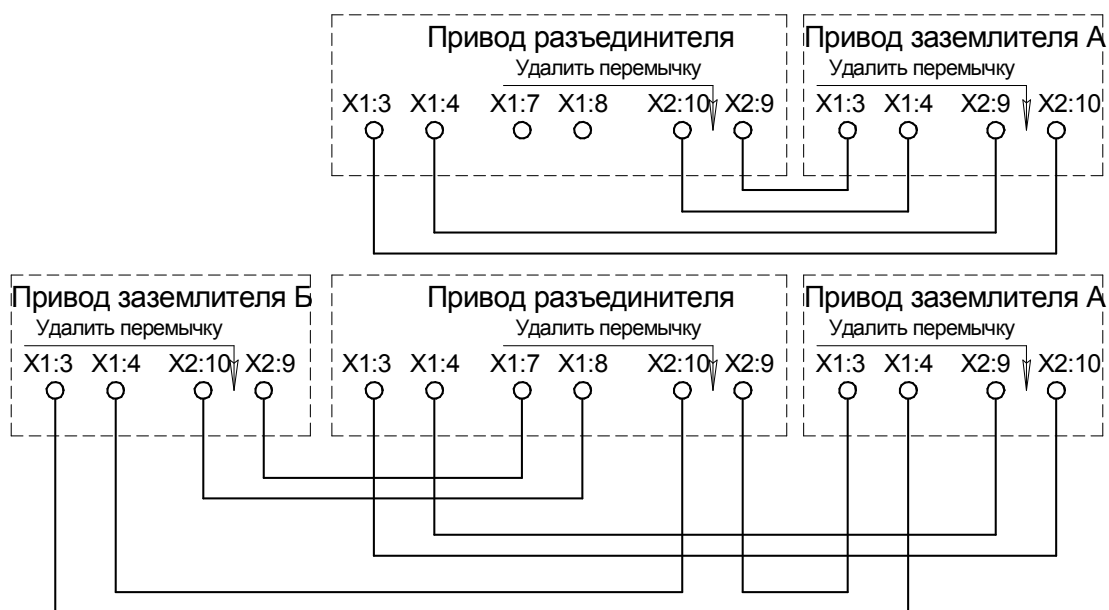 Привод разъединителя Привод заземлителя А
Удалить перемычку Удалить перемычку
X1:3 X1:4 X1:7 X1:8 X2:10 X2:9 X1:3 X1:4 X2:9 X2:10
Привод заземлителя Б Привод разъединителя Привод заземлителя А
Удалить перемычку Удалить перемычку Удалить перемычку
X1:3 X1:4 X2:10 X2:9 X1:3 X1:4 X1:7 X1:8 X2:10 X2:9 X1:3 X1:4 X2:9 X2:10